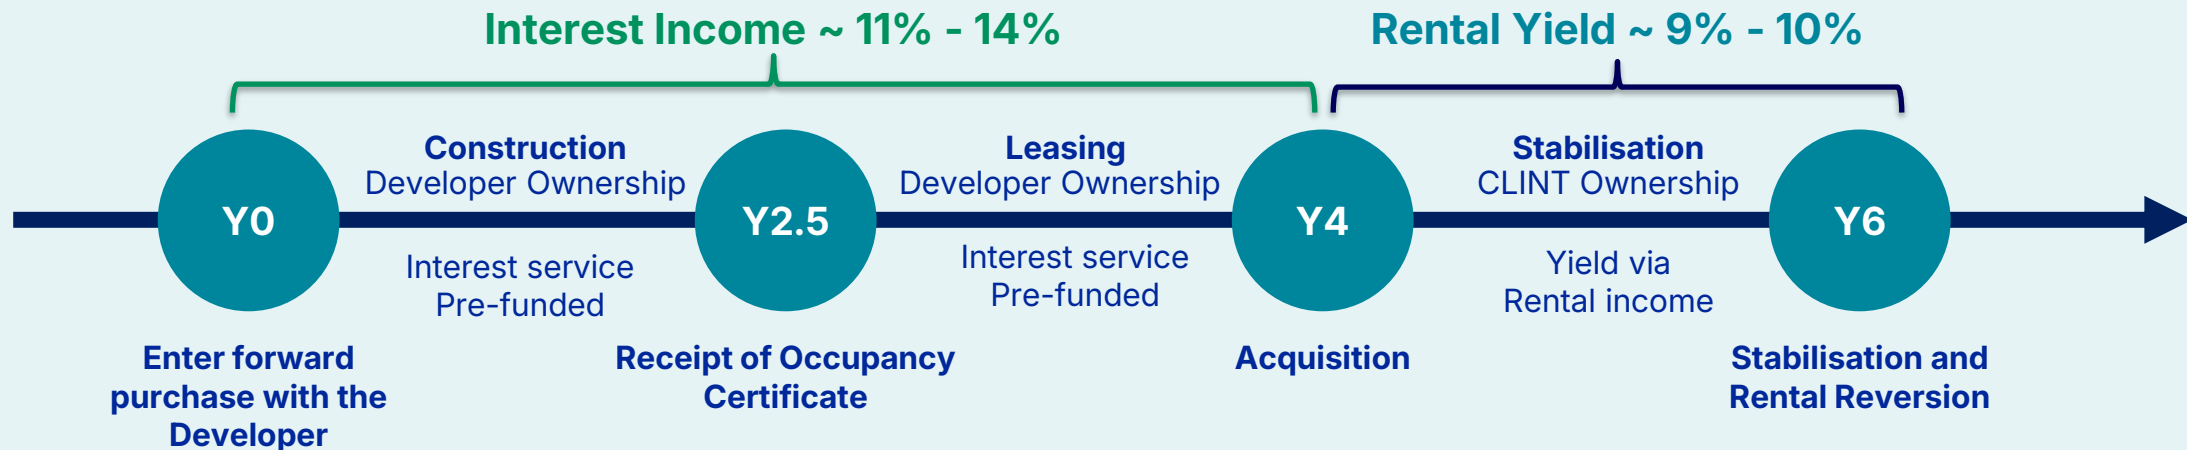 Interest Income ~ 11% - 14%
Rental Yield ~ 9% - 10%
Construction
Developer Ownership
Leasing
Developer Ownership
Stabilisation
CLINT Ownership
Y0
Y2.5
Y4
Y6
Interest service
Pre-funded
Interest service
Pre-funded
Yield via
Rental income
Enter forward
purchase with the
Developer
Receipt of Occupancy
Certificate
Acquisition
Stabilisation and
Rental Reversion